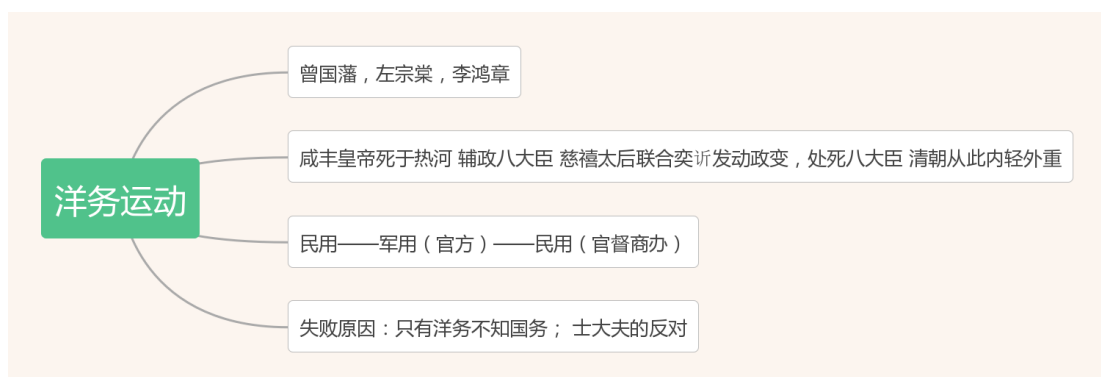 曾国藩，左宗棠，李鸿章
咸丰皇帝死于热河 辅政八大臣 慈禧太后联合奕䜣发动政变，处死八大臣 清朝从此内轻外重
洋务运动
民用——军用（官方）——民用（官督商办）
失败原因：只有洋务不知国务； 士大夫的反对